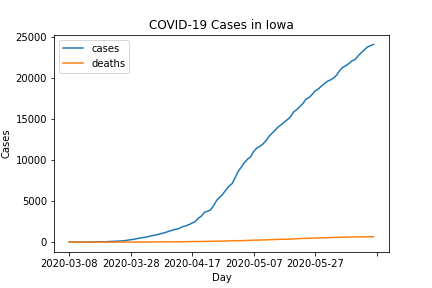 COVID-19 Cases in Iowa
cases
deaths
25000
20000
15000
10000
5000
0
Cases
2020-03-08 2020-03-28 2020-04-17 2020-05-07 2020-05-27
Day